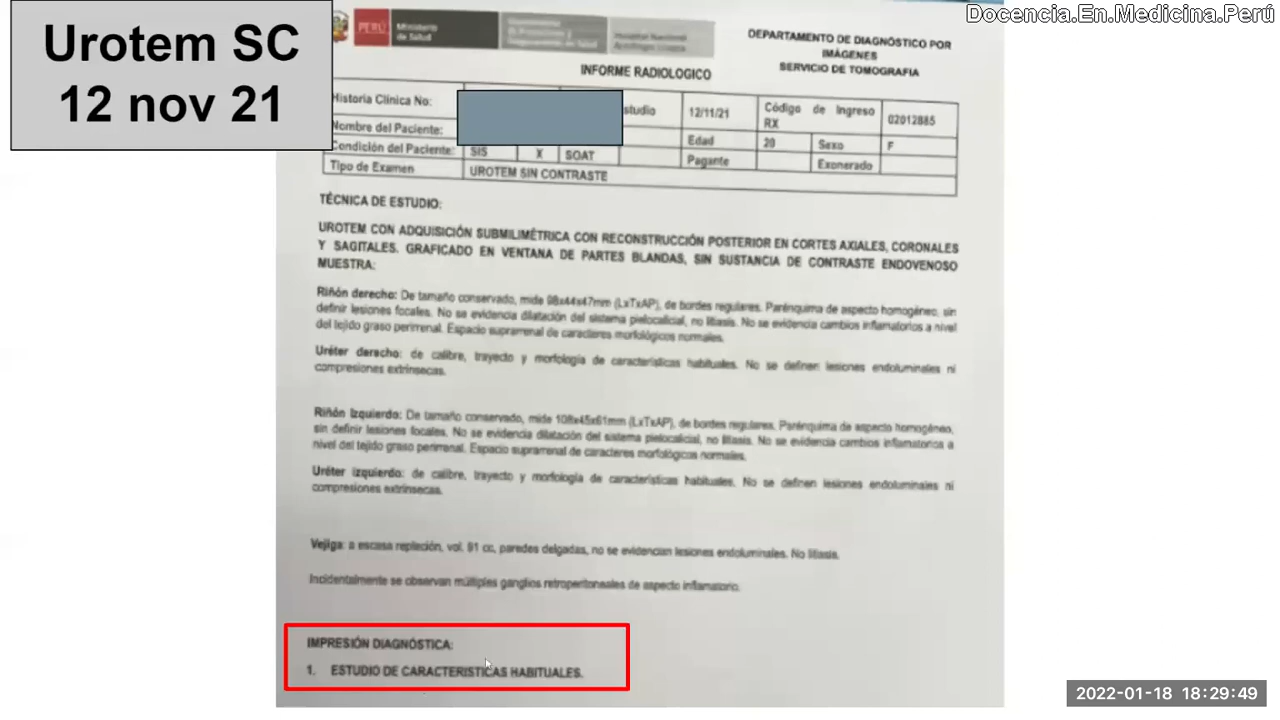 Docencia.En.Medicina.Perú
Urotem SC
12 nov 21
PERÚ
Ministerio
de Salud
Hospital Nacional
DEPARTAMENTO DE DIAGNÓSTICO POR
IMÁGENES
SERVICIO DE TOMOGRAFIA
INFORME RADIOLOGICO
Historia Clínica No:
studio
12/11/21
Código de Ingreso
RX
02012885
Nombre del Paciente:
Edad
20
Sexo
F
Condición del Paciente:
SIS
X
SOAT
Pagante
Exonerado
Tipo de Examen
UROTEM SIN CONTRASTE
TÉCNICA DE ESTUDIO:
UROTEM CON ADQUISICIÓN SUBMILIMÉTRICA CON RECONSTRUCCIÓN POSTERIOR EN CORTES AXIALES, CORONALES
Y SAGITALES. GRAFICADO EN VENTANA DE PARTES BLANDAS, SIN SUSTANCIA DE CONTRASTE ENDOVENOSO
MUESTRA:
Riñón derecho: De tamaño conservado, mide 98x44x47mm (LxTxAP), de bordes regulares. Parénquima de aspecto homogéneo, sin
definir lesiones focales. No se evidencia dilatación del sistema pielocalicial, no litiasis. No se evidencia cambios inflamatorios a nivel
del tejido graso perirrenal. Espacio suprarrenal de caracteres morfológicos normales.
Uréter derecho: de calibre, trayecto y morfología de características habituales. No se definen lesiones endoluminales ni
compresiones extrínsecas.
Riñón Izquierdo: De tamaño conservado, mide 108x45x61mm (LxTxAP), de bordes regulares. Parénquima de aspecto homogéneo,
sin definir lesiones focales. No se evidencia dilatación del sistema pielocalicial, no litiasis. No se evidencia cambios inflamatorios a
nivel del tejido graso perirrenal. Espacio suprarrenal de caracteres morfológicos normales.
Uréter izquierdo: de calibre, trayecto y morfología de características habituales. No se definen lesiones endoluminales ni
compresiones extrínsecas.
Vejiga: a escasa repleción, vol. 91 cc, paredes delgadas, no se evidencian lesiones endoluminales. No litiasis.
Incidentalmente se observan múltiples ganglios retroperitoneales de aspecto inflamatorio.
IMPRESIÓN DIAGNÓSTICA:
1. ESTUDIO DE CARACTERISTICAS HABITUALES.
2022-01-18 18:29:49